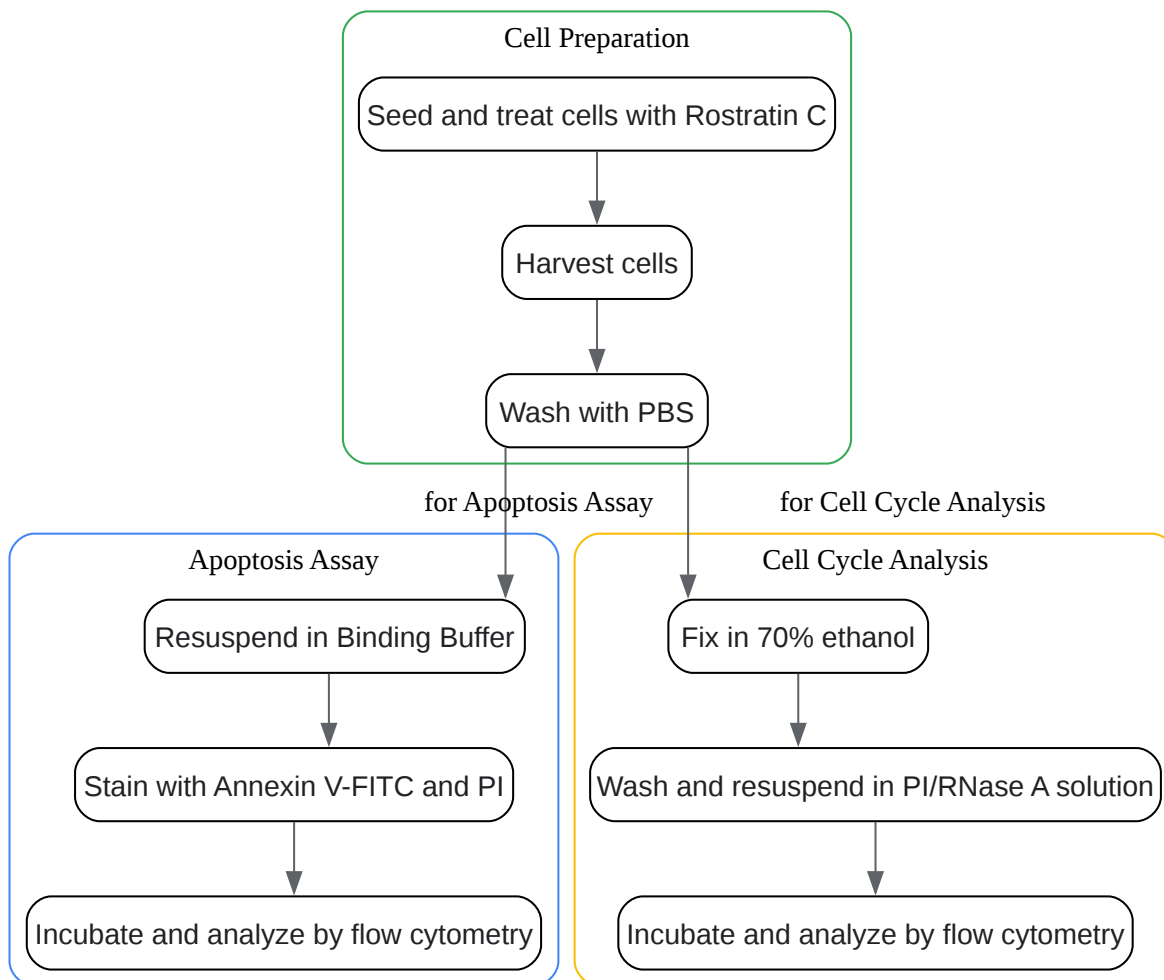 Cell Preparation
Seed and treat cells with Rostratin C
Harvest cells
Wash with PBS
for Apoptosis Assay
for Cell Cycle Analysis
Apoptosis Assay
Resuspend in Binding Buffer
Stain with Annexin V-FITC and PI
Incubate and analyze by flow cytometry
Cell Cycle Analysis
Fix in 70% ethanol
Wash and resuspend in PI/RNase A solution
Incubate and analyze by flow cytometry